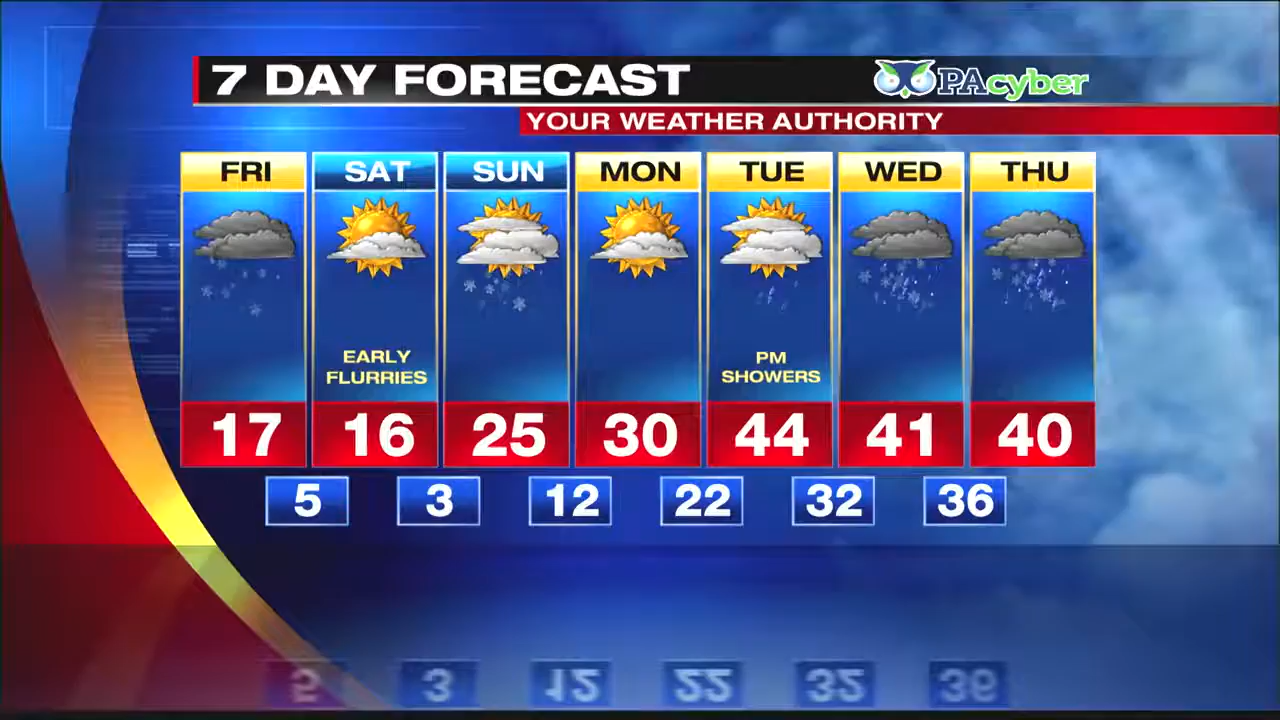 7 DAY FORECAST
PAcyber
YOUR WEATHER AUTHORITY
FRI SAT SUN MON TUE WED THU
EARLY FLURRIES
PM SHOWERS
17 16 25 30 44 41 40
5 3 12 22 32 36